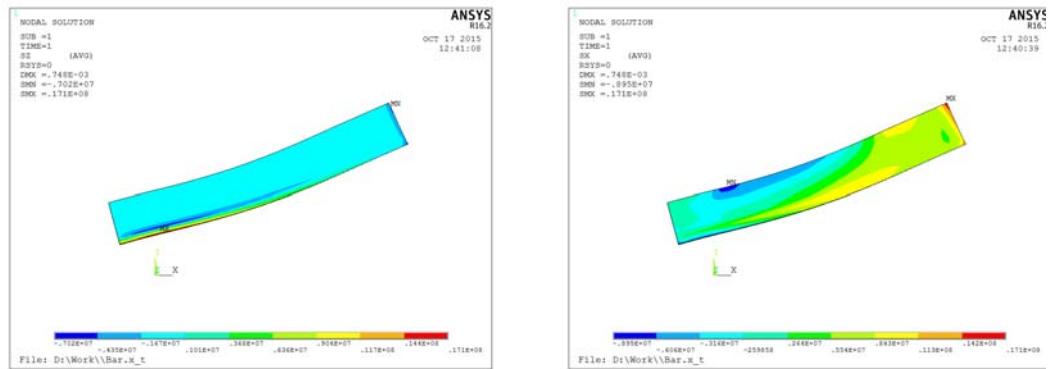 1
NODAL SOLUTION
SUB =1
TIME=1
SZ (AVG)
RSYS=0
DMX =.748E-03
SMN =-.702E+07
SMX =.171E+08
ANSYS
R16.2
OCT 17 2015
12:41:08
MX
MX
X
-.702E+07 -.167E+07 .368E+07 .904E+07 .144E+08
-.435E+07 .101E+07 .636E+07 .117E+08 .171E+08
File: D:\Work\\Bar.x_t
1
NODAL SOLUTION
SUB =1
TIME=1
SX (AVG)
RSYS=0
DMX =.748E-03
SMN =-.895E+07
SMX =.171E+08
ANSYS
R16.2
OCT 17 2015
12:40:39
MX
MN
X
-.895E+07 -.316E+07 .268E+07 .843E+07 .142E+08
-.606E+07 -259858 .554E+07 .113E+08 .171E+08
File: D:\Work\\Bar.x_t